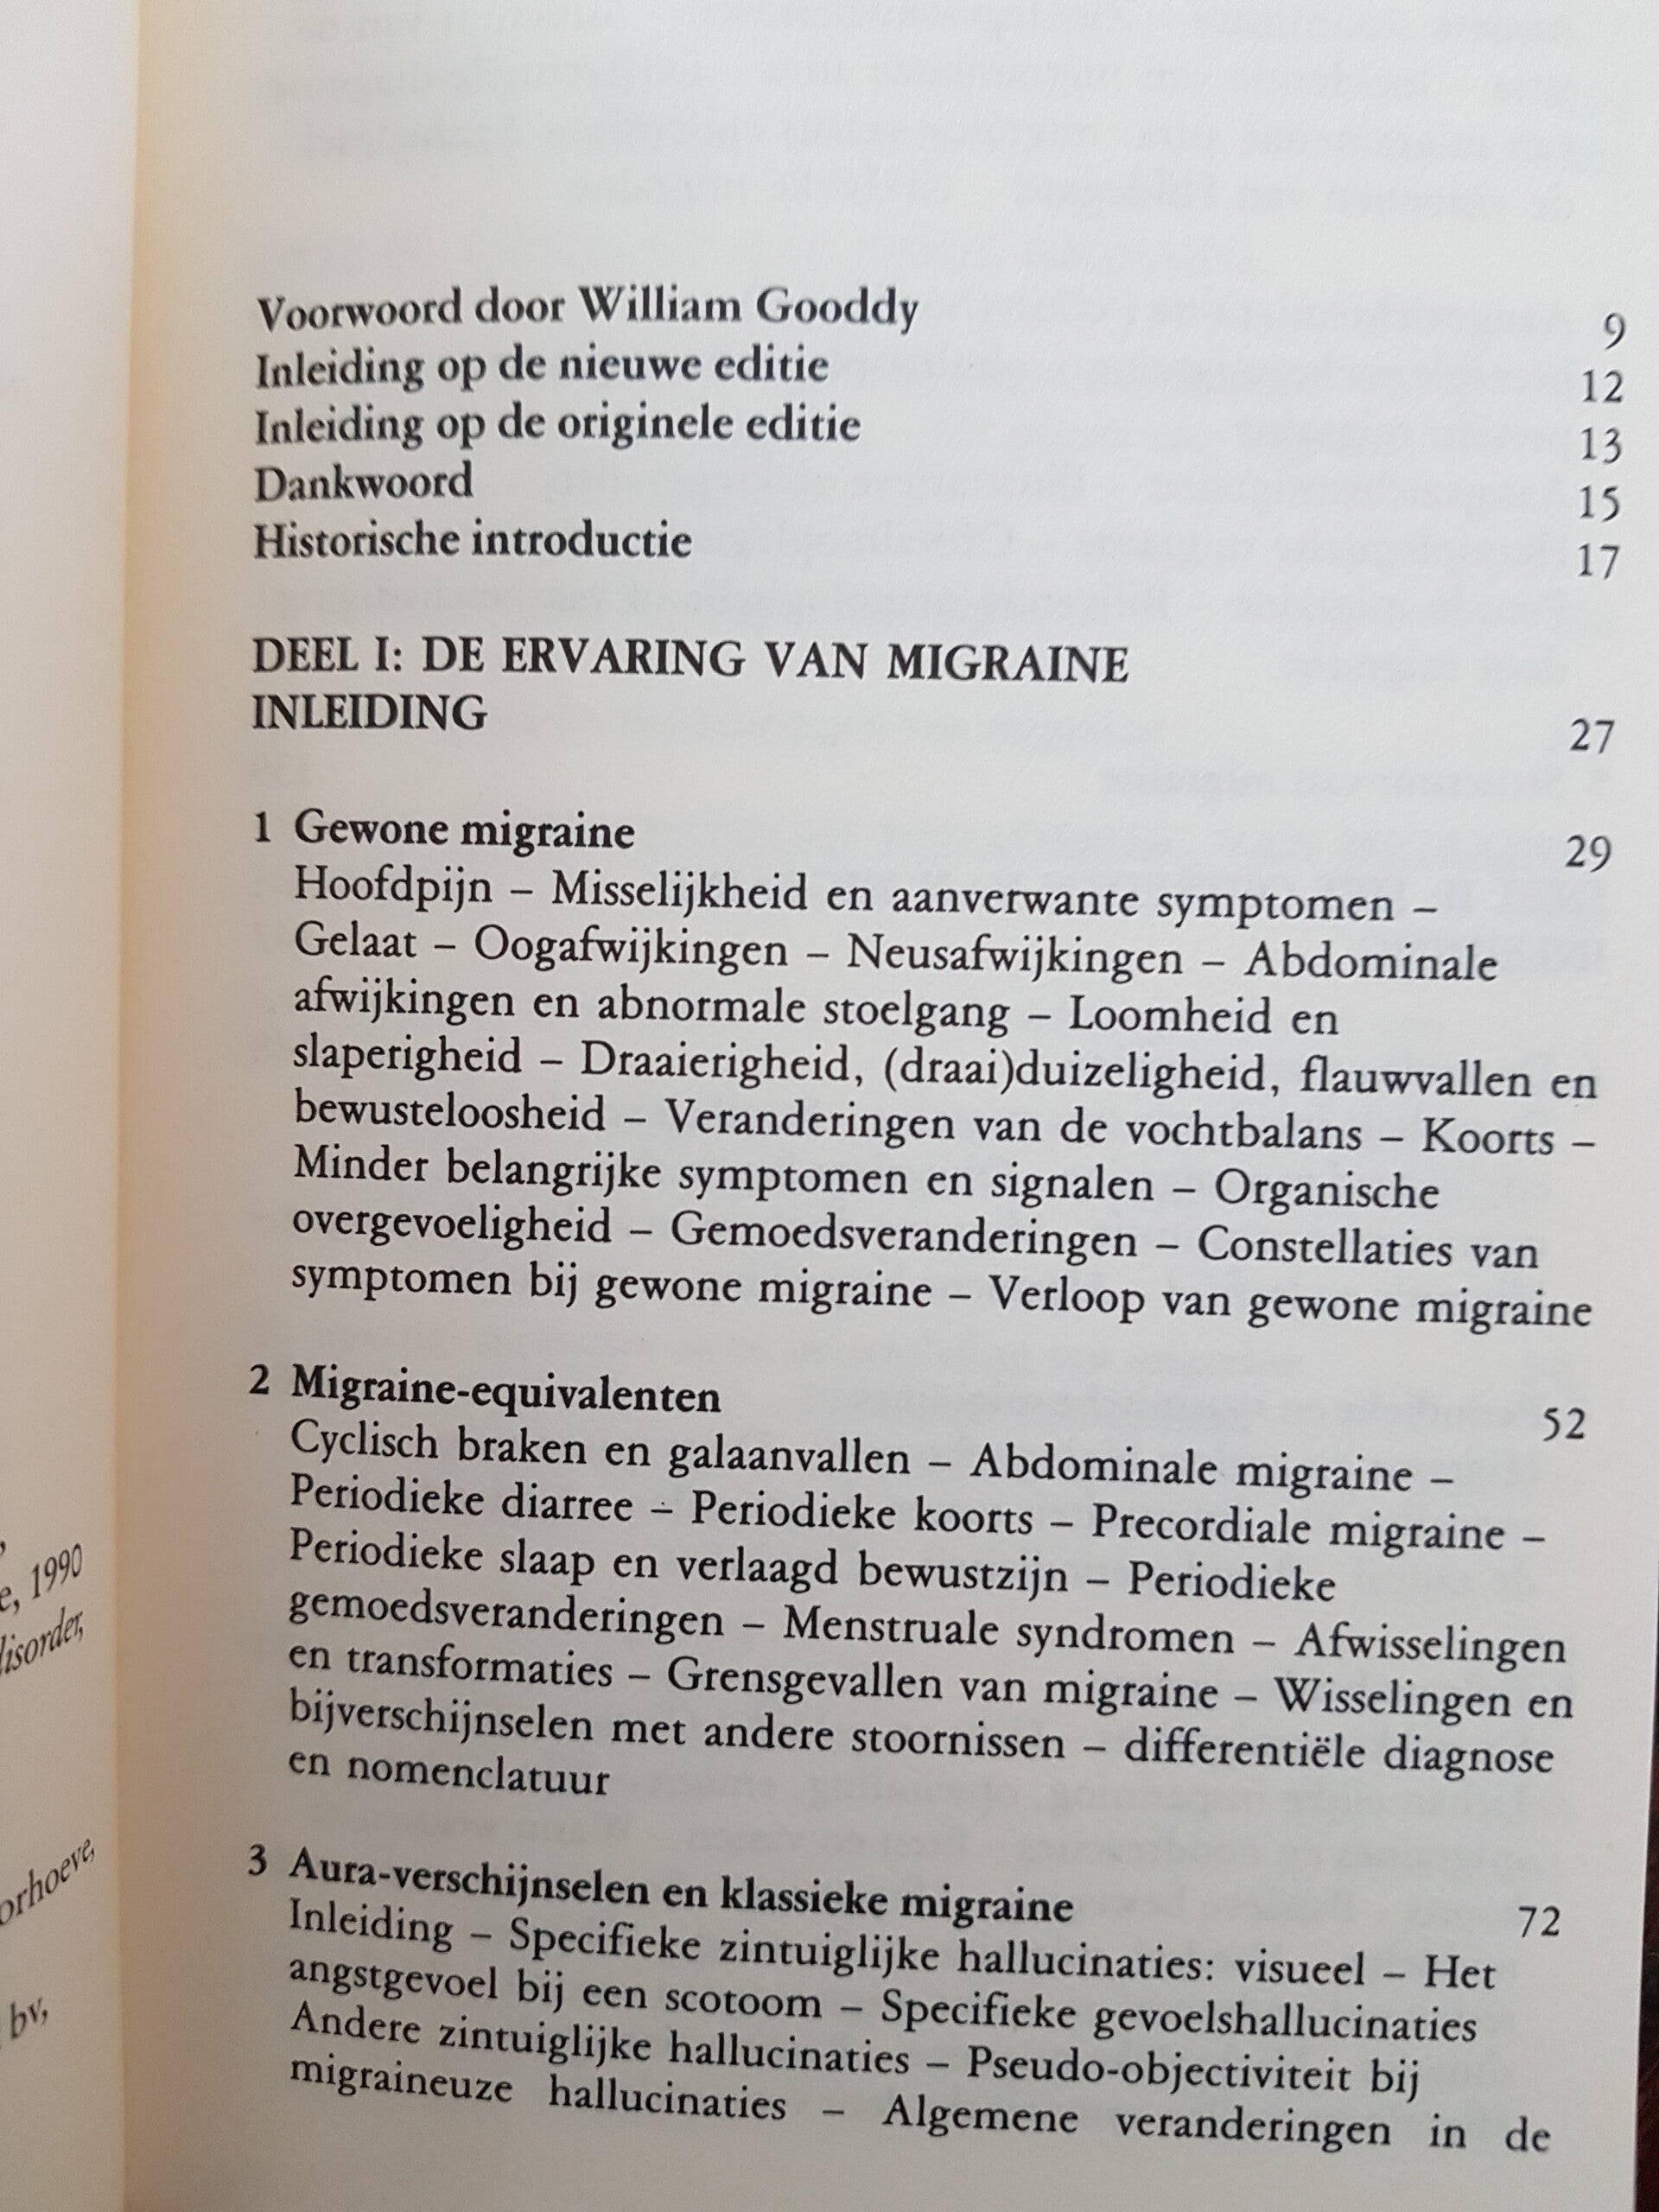 Voorwoord door William Gooddy 9
Inleiding op de nieuwe editie 12
Inleiding op de originele editie 13
Dankwoord 15
Historische introductie 17
DEEL I: DE ERVARING VAN MIGRAINE
INLEIDING 27
1 Gewone migraine 29
Hoofdpijn – Misselijkheid en aanverwante symptomen –
Gelaat – Oogafwijkingen – Neusafwijkingen – Abdominale
afwijkingen en abnormale stoelgang – Loomheid en
slaperigheid – Draaierigheid, (draai)duizeligheid, flauwvallen en
bewusteloosheid – Veranderingen van de vochtbalans – Koorts –
Minder belangrijke symptomen en signalen – Organische
overgevoeligheid – Gemoedsveranderingen – Constellaties van
symptomen bij gewone migraine – Verloop van gewone migraine
2 Migraine-equivalenten 52
Cyclisch braken en galaanvallen – Abdominale migraine –
Periodieke diarree – Periodieke koorts – Precordiale migraine –
Periodieke slaap en verlaagd bewustzijn – Periodieke
gemoedsveranderingen – Menstruale syndromen – Afwisselingen
en transformaties – Grensgevallen van migraine – Wisselingen en
bijverschijnselen met andere stoornissen – differentiële diagnose
en nomenclatuur
3 Aura-verschijnselen en klassieke migraine 72
Inleiding – Specifieke zintuiglijke hallucinaties: visueel – Het
angstgevoel bij een scotoom – Specifieke gevoelshallucinaties
Andere zintuiglijke hallucinaties – Pseudo-objectiviteit bij
migraineuze hallucinaties – Algemene veranderingen in de
e, 1990
disorder,
orhoeve,
bv,